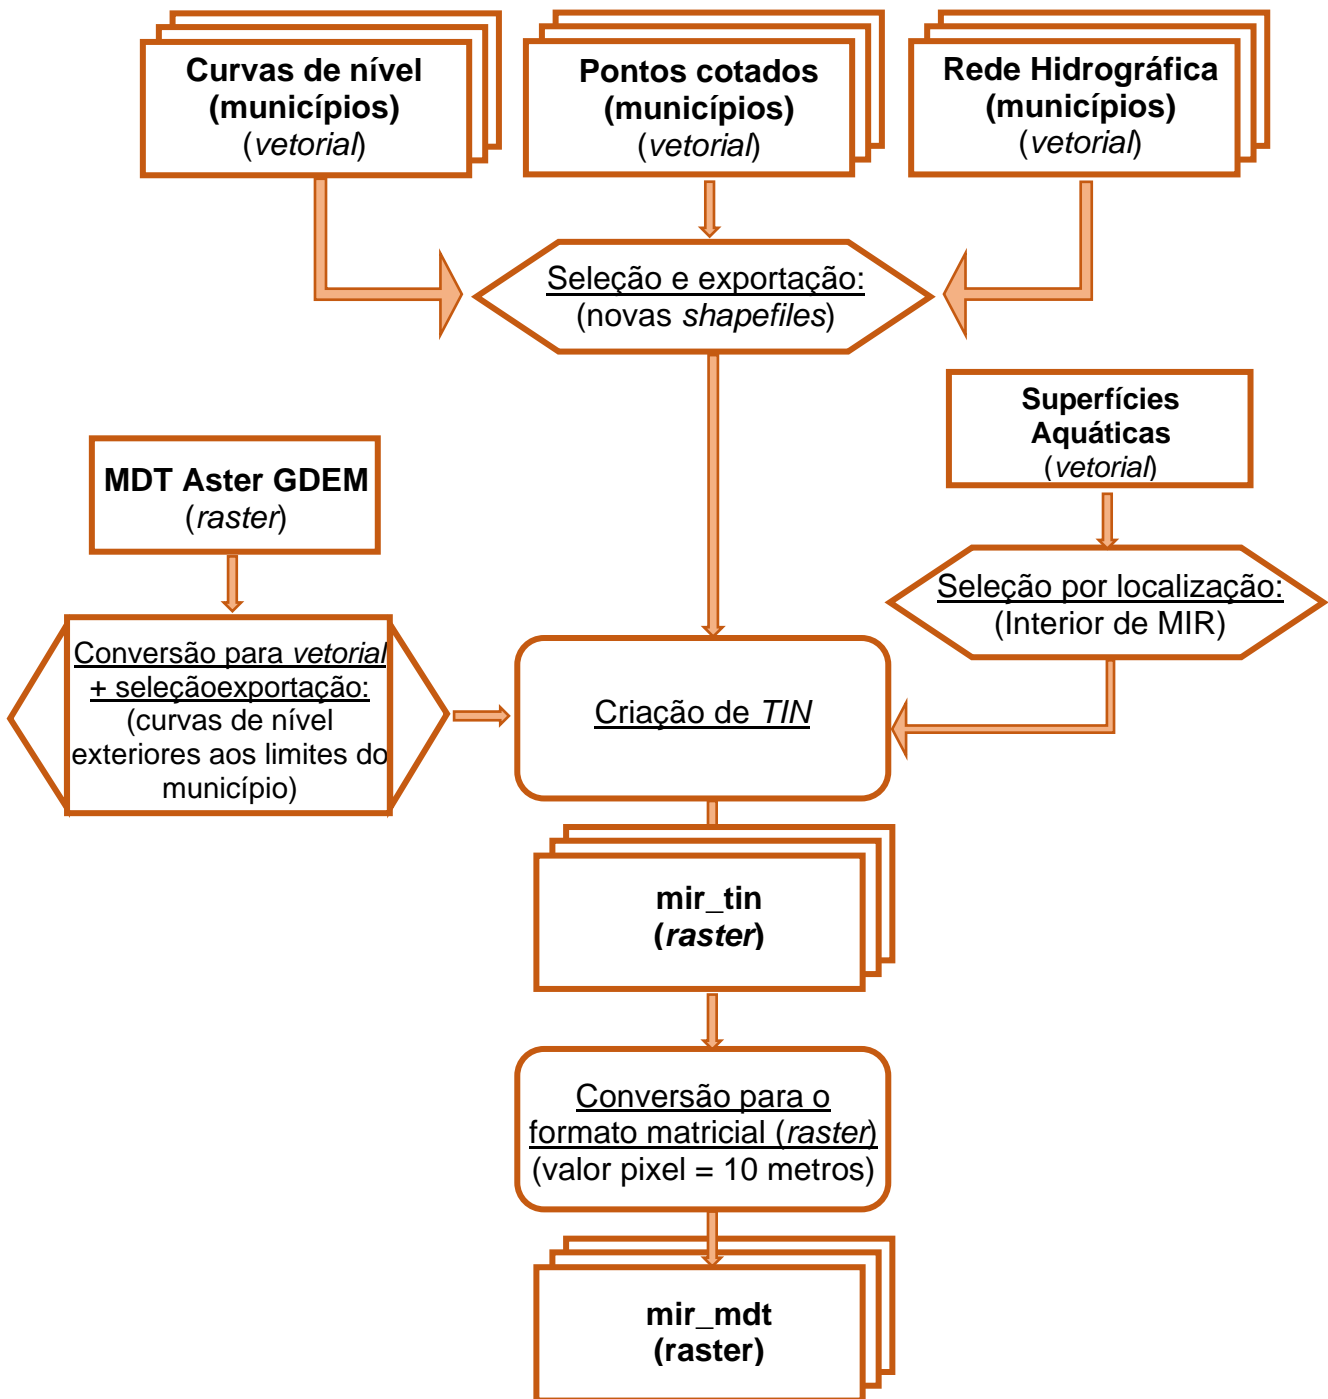 Curvas de nível
(municípios)
(vetorial)
Pontos cotados
(municípios)
(vetorial)
Rede Hidrográfica
(municípios)
(vetorial)
Seleção e exportação:
(novas shapefiles)
Superfícies
Aquáticas
(vetorial)
MDT Aster GDEM
(raster)
Seleção por localização:
(Interior de MIR)
Conversão para vetorial
+ seleçãoexportação:
(curvas de nível
exteriores aos limites do
município)
Criação de TIN
mir_tin
(raster)
Conversão para o
formato matricial (raster)
(valor pixel = 10 metros)
mir_mdt
(raster)